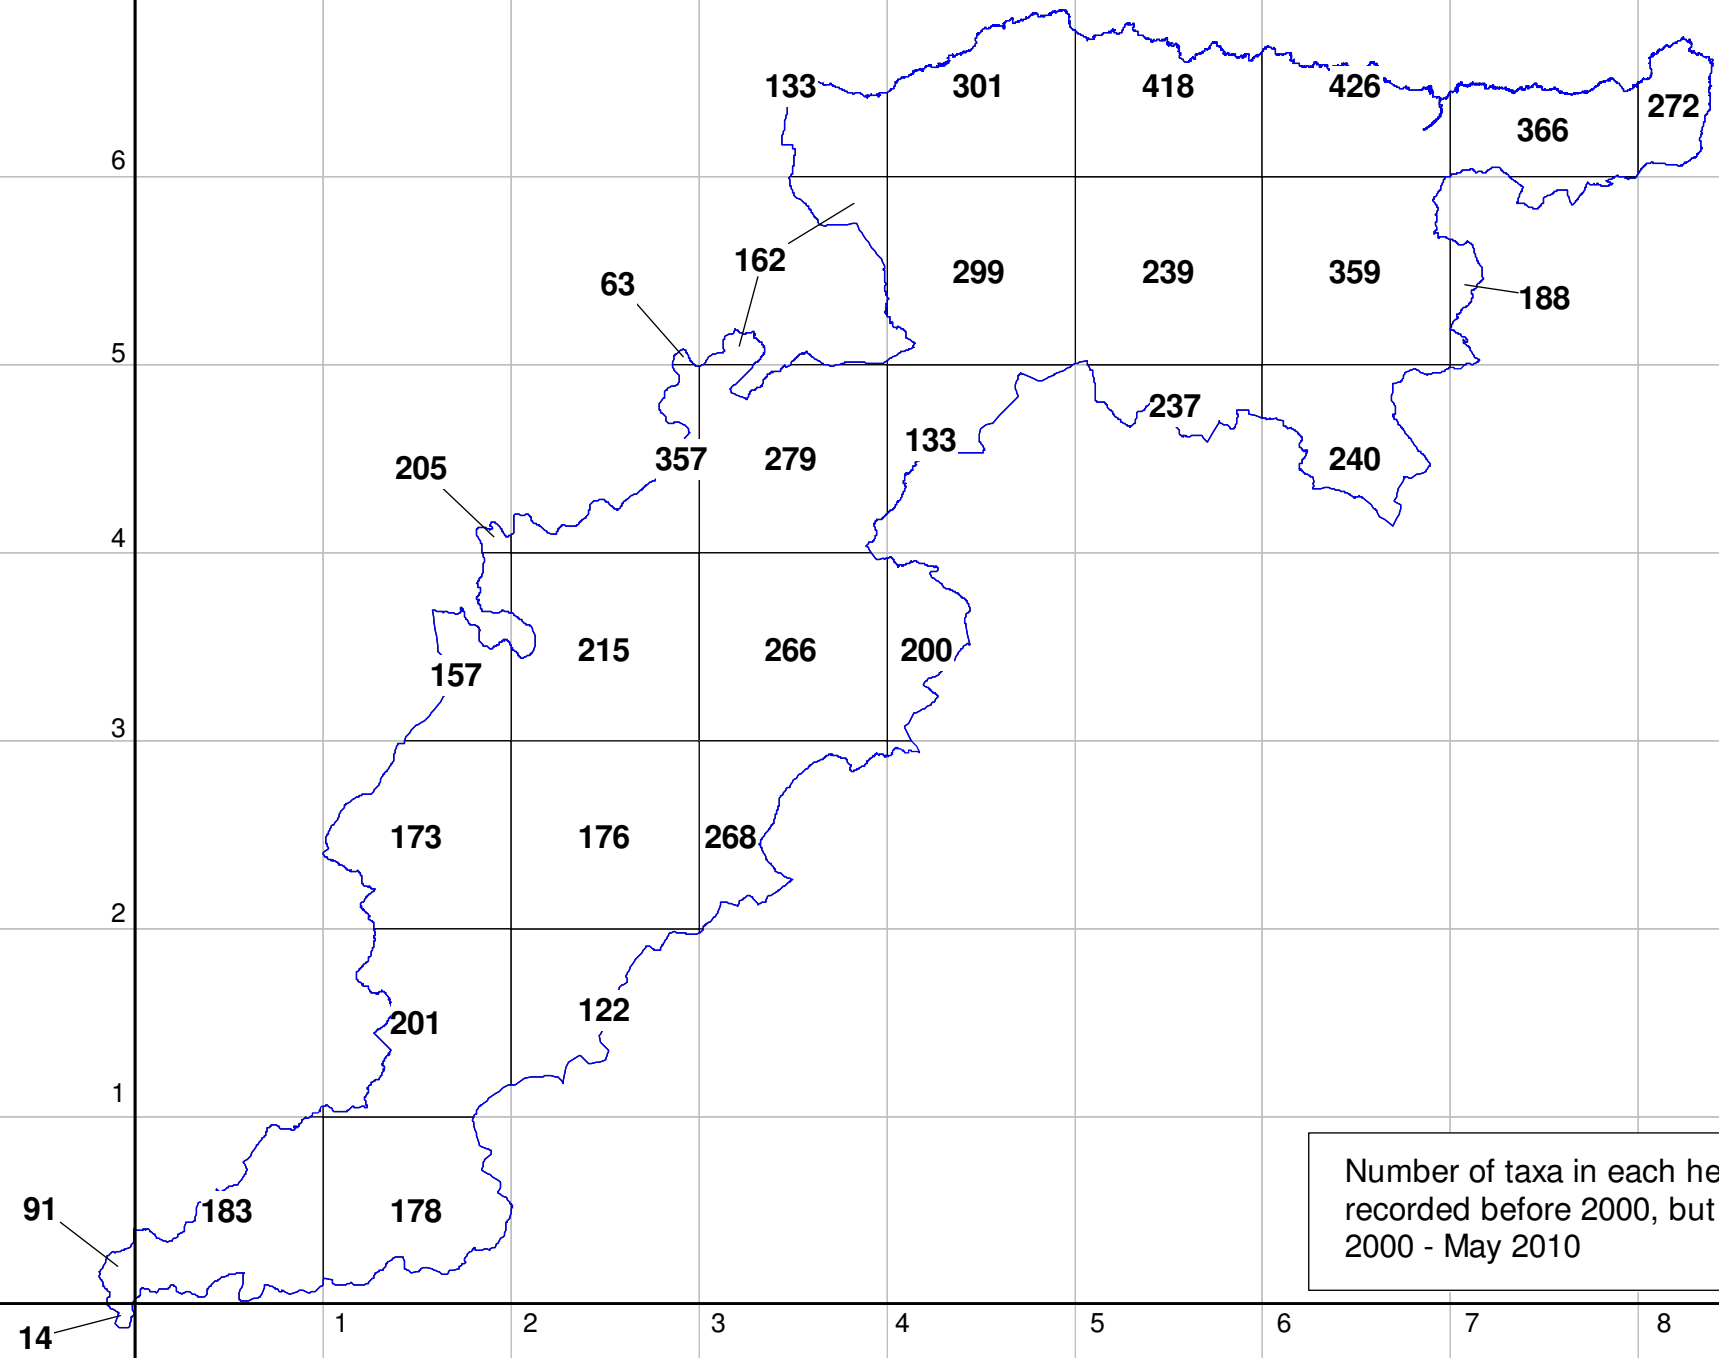 133 301 418 426 272
366
6
162 299 239 359 188
63
5
237
133
205 357 279 240
4
215 266 200
157
3
173 176 268
2
122
201
1
91 183 178
Number of taxa in each
recorded before 2000, but
2000 - May 2010
14 1 2 3 4 5 6 7 8